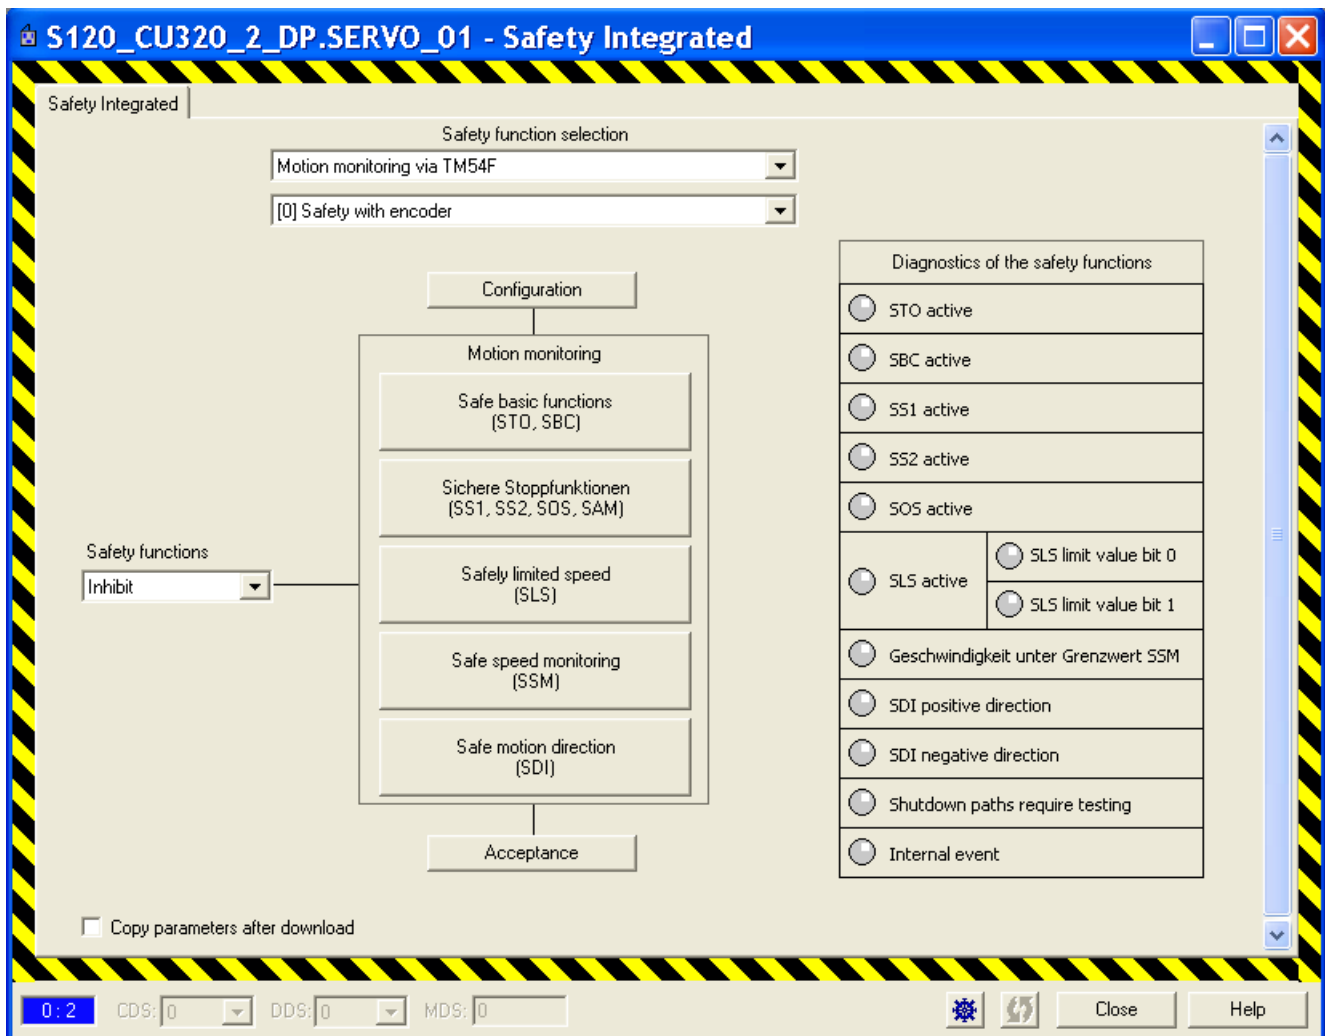 S120_CU320_2_DP.SERVO_01 - Safety Integrated
Safety Integrated
Safety function selection
Motion monitoring via TM54F
[0] Safety with encoder
Configuration
Motion monitoring
Safe basic functions
(STO, SBC)
Sichere Stoppfunktionen
(SS1, SS2, SOS, SAM)
Safely limited speed
(SLS)
Safe speed monitoring
(SSM)
Safe motion direction
(SDI)
Acceptance
Safety functions
Inhibit
Diagnostics of the safety functions
STO active
SBC active
SS1 active
SS2 active
SOS active
SLS active
SLS limit value bit 0
SLS limit value bit 1
Geschwindigkeit unter Grenzwert SSM
SDI positive direction
SDI negative direction
Shutdown paths require testing
Internal event
Copy parameters after download
0 : 2 CDS: 0 DDS: 0 MDS: 0 Close Help